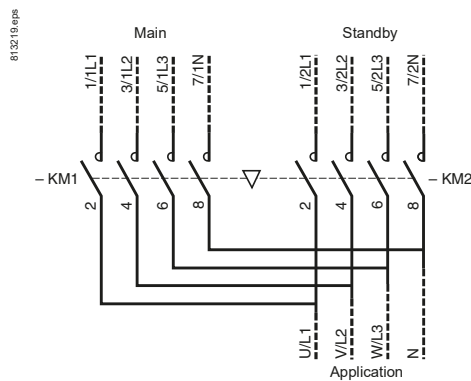 813219.eps
Main
Standby
1/1L1
3/1L2
5/1L3
7/1N
1/2L1
3/2L2
5/2L3
7/2N
– KM1
– KM2
2
4
6
8
2
4
6
8
U/L1
V/L2
W/L3
N
Application